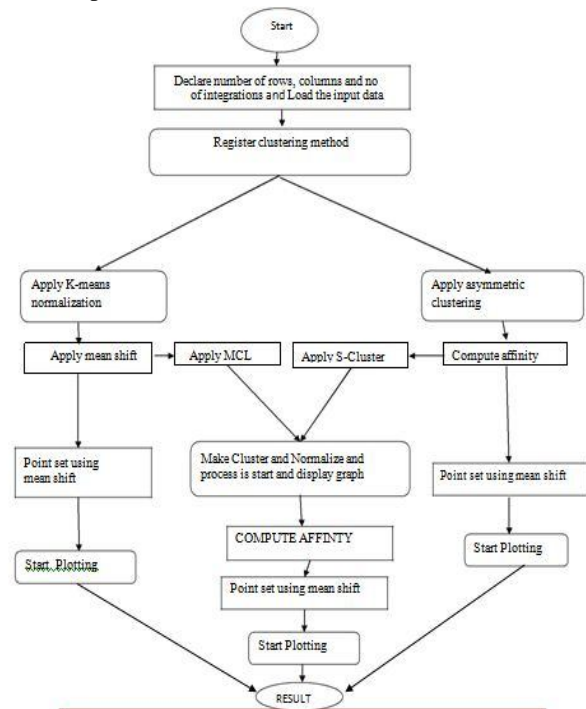 Start
Declare number of rows, columns and no
of integrations and Load the input data
Register clustering method
Apply K-means
normalization
Apply asymmetric
clustering
Apply mean shift
Apply MCL
Apply S-Cluster
Compute affinity
Point set using
mean shift
Make Cluster and Normalize and
process is start and display graph
Point set using mean shift
COMPUTE AFFINTY
Start Plotting
Start. Plotting
Point set using mean shift
Start Plotting
RESULT